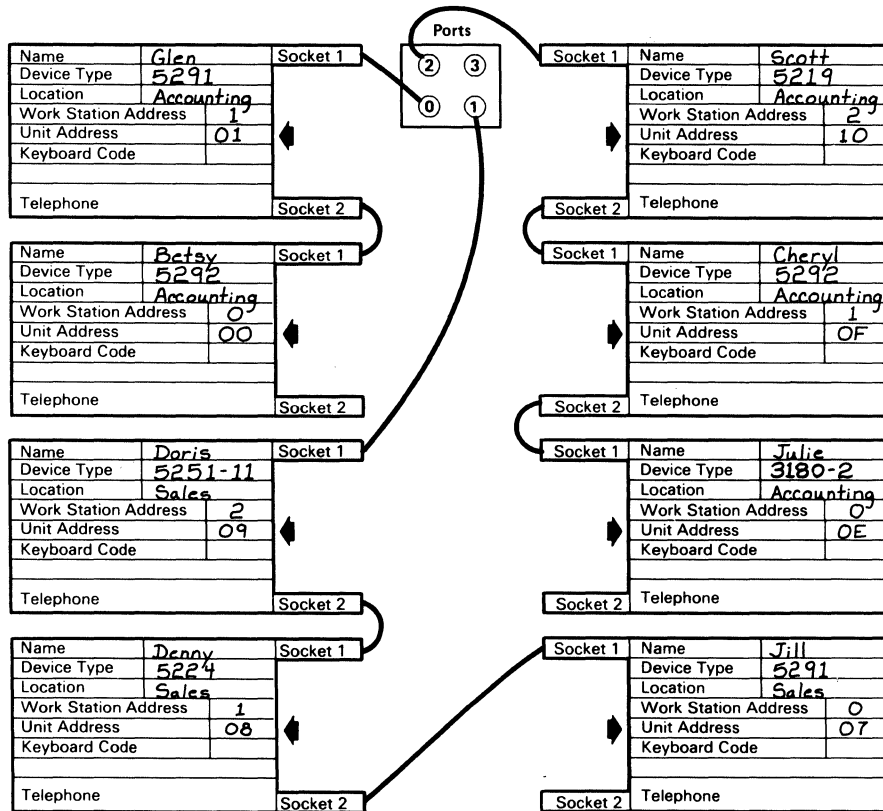 Ports
2 3
0 1
Name Glen Socket 1
Device Type 5291
Location Accounting
Work Station Address 1
Unit Address 01
Keyboard Code
Telephone Socket 2
Socket 1 Name Scott
Device Type 5219
Location Accounting
Work Station Address 2
Unit Address 10
Keyboard Code
Socket 2 Telephone
Name Betsy Socket 1
Device Type 5292
Location Accounting
Work Station Address 0
Unit Address 00
Keyboard Code
Telephone Socket 2
Socket 1 Name Cheryl
Device Type 5292
Location Accounting
Work Station Address 1
Unit Address 0F
Keyboard Code
Socket 2 Telephone
Name Doris Socket 1
Device Type 5251-11
Location Sales
Work Station Address 2
Unit Address 09
Keyboard Code
Telephone Socket 2
Socket 1 Name Julie
Device Type 3180-2
Location Accounting
Work Station Address 0
Unit Address 0E
Keyboard Code
Socket 2 Telephone
Name Denny Socket 1
Device Type 5224
Location Sales
Work Station Address 1
Unit Address 08
Keyboard Code
Telephone Socket 2
Socket 1 Name Jill
Device Type 5291
Location Sales
Work Station Address 0
Unit Address 07
Keyboard Code
Socket 2 Telephone